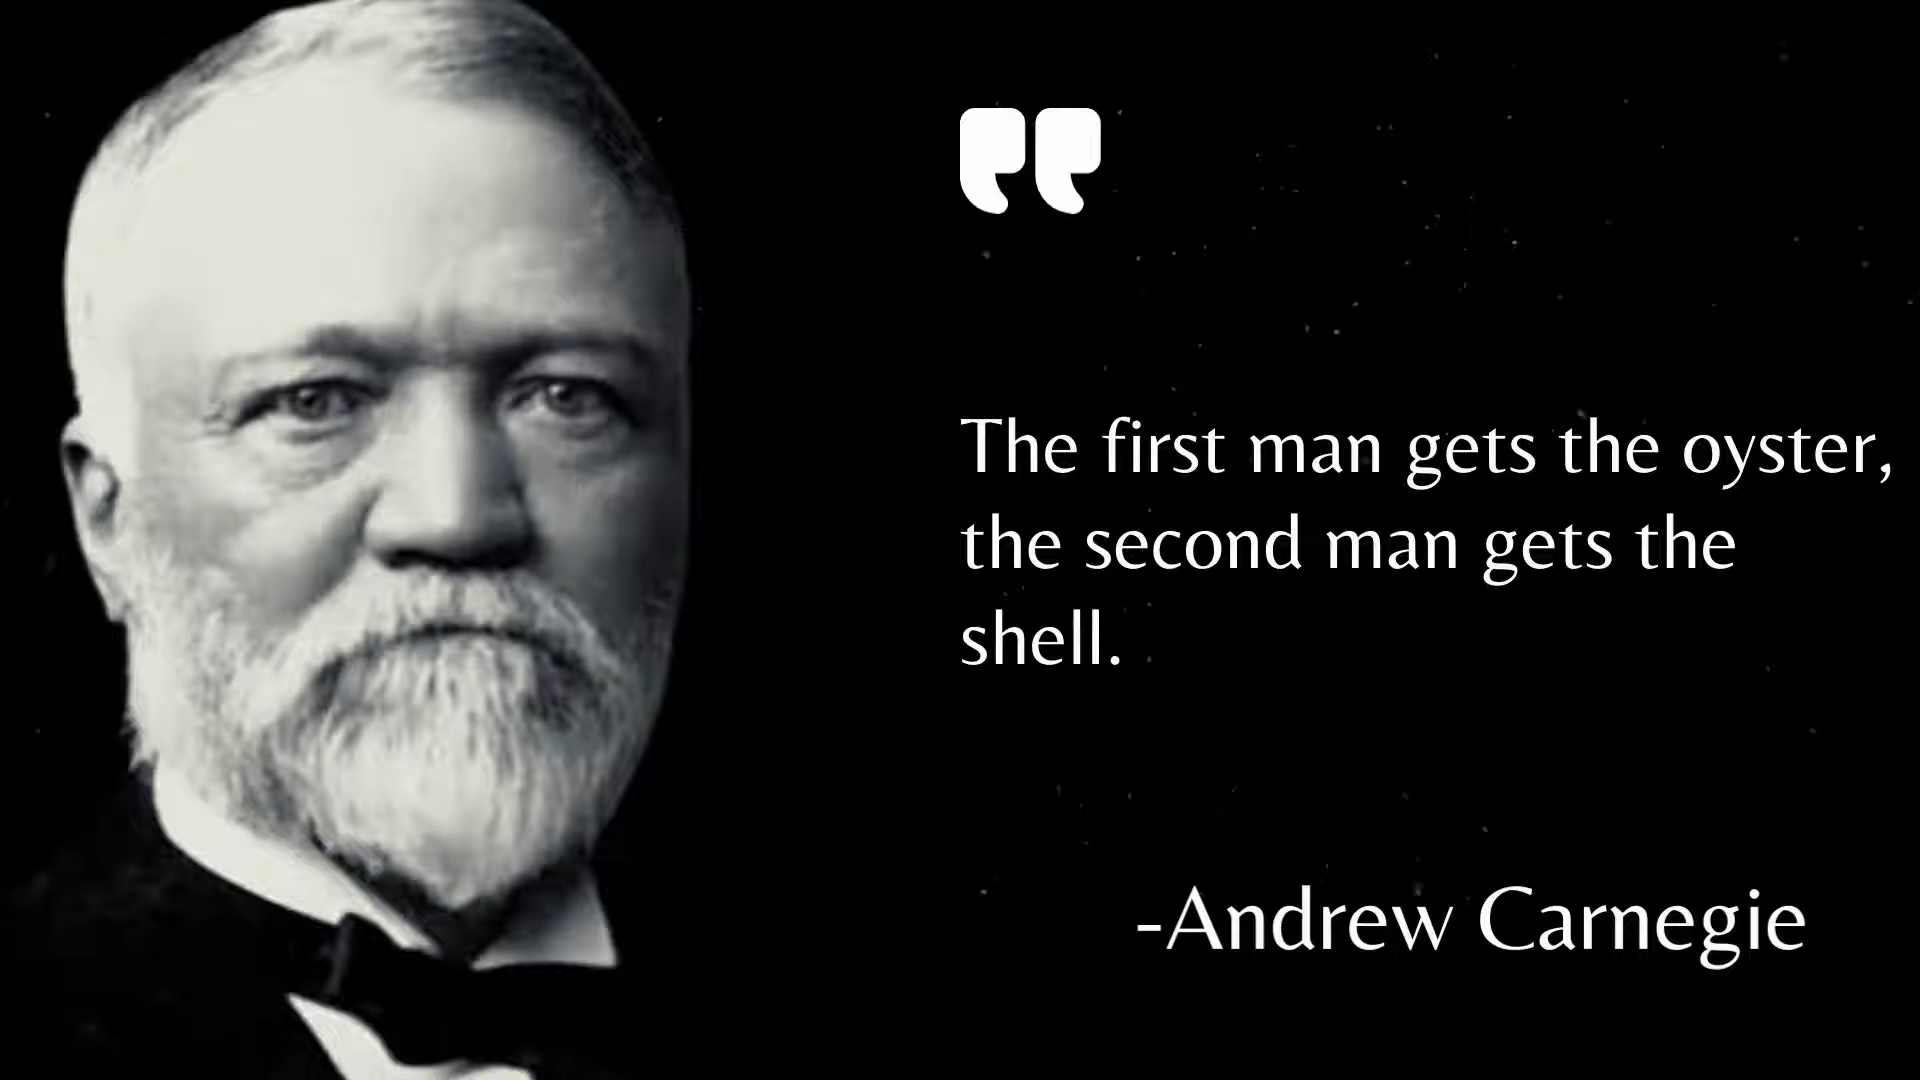 The first man gets the oyster,
the second man gets the
shell.
-Andrew Carnegie